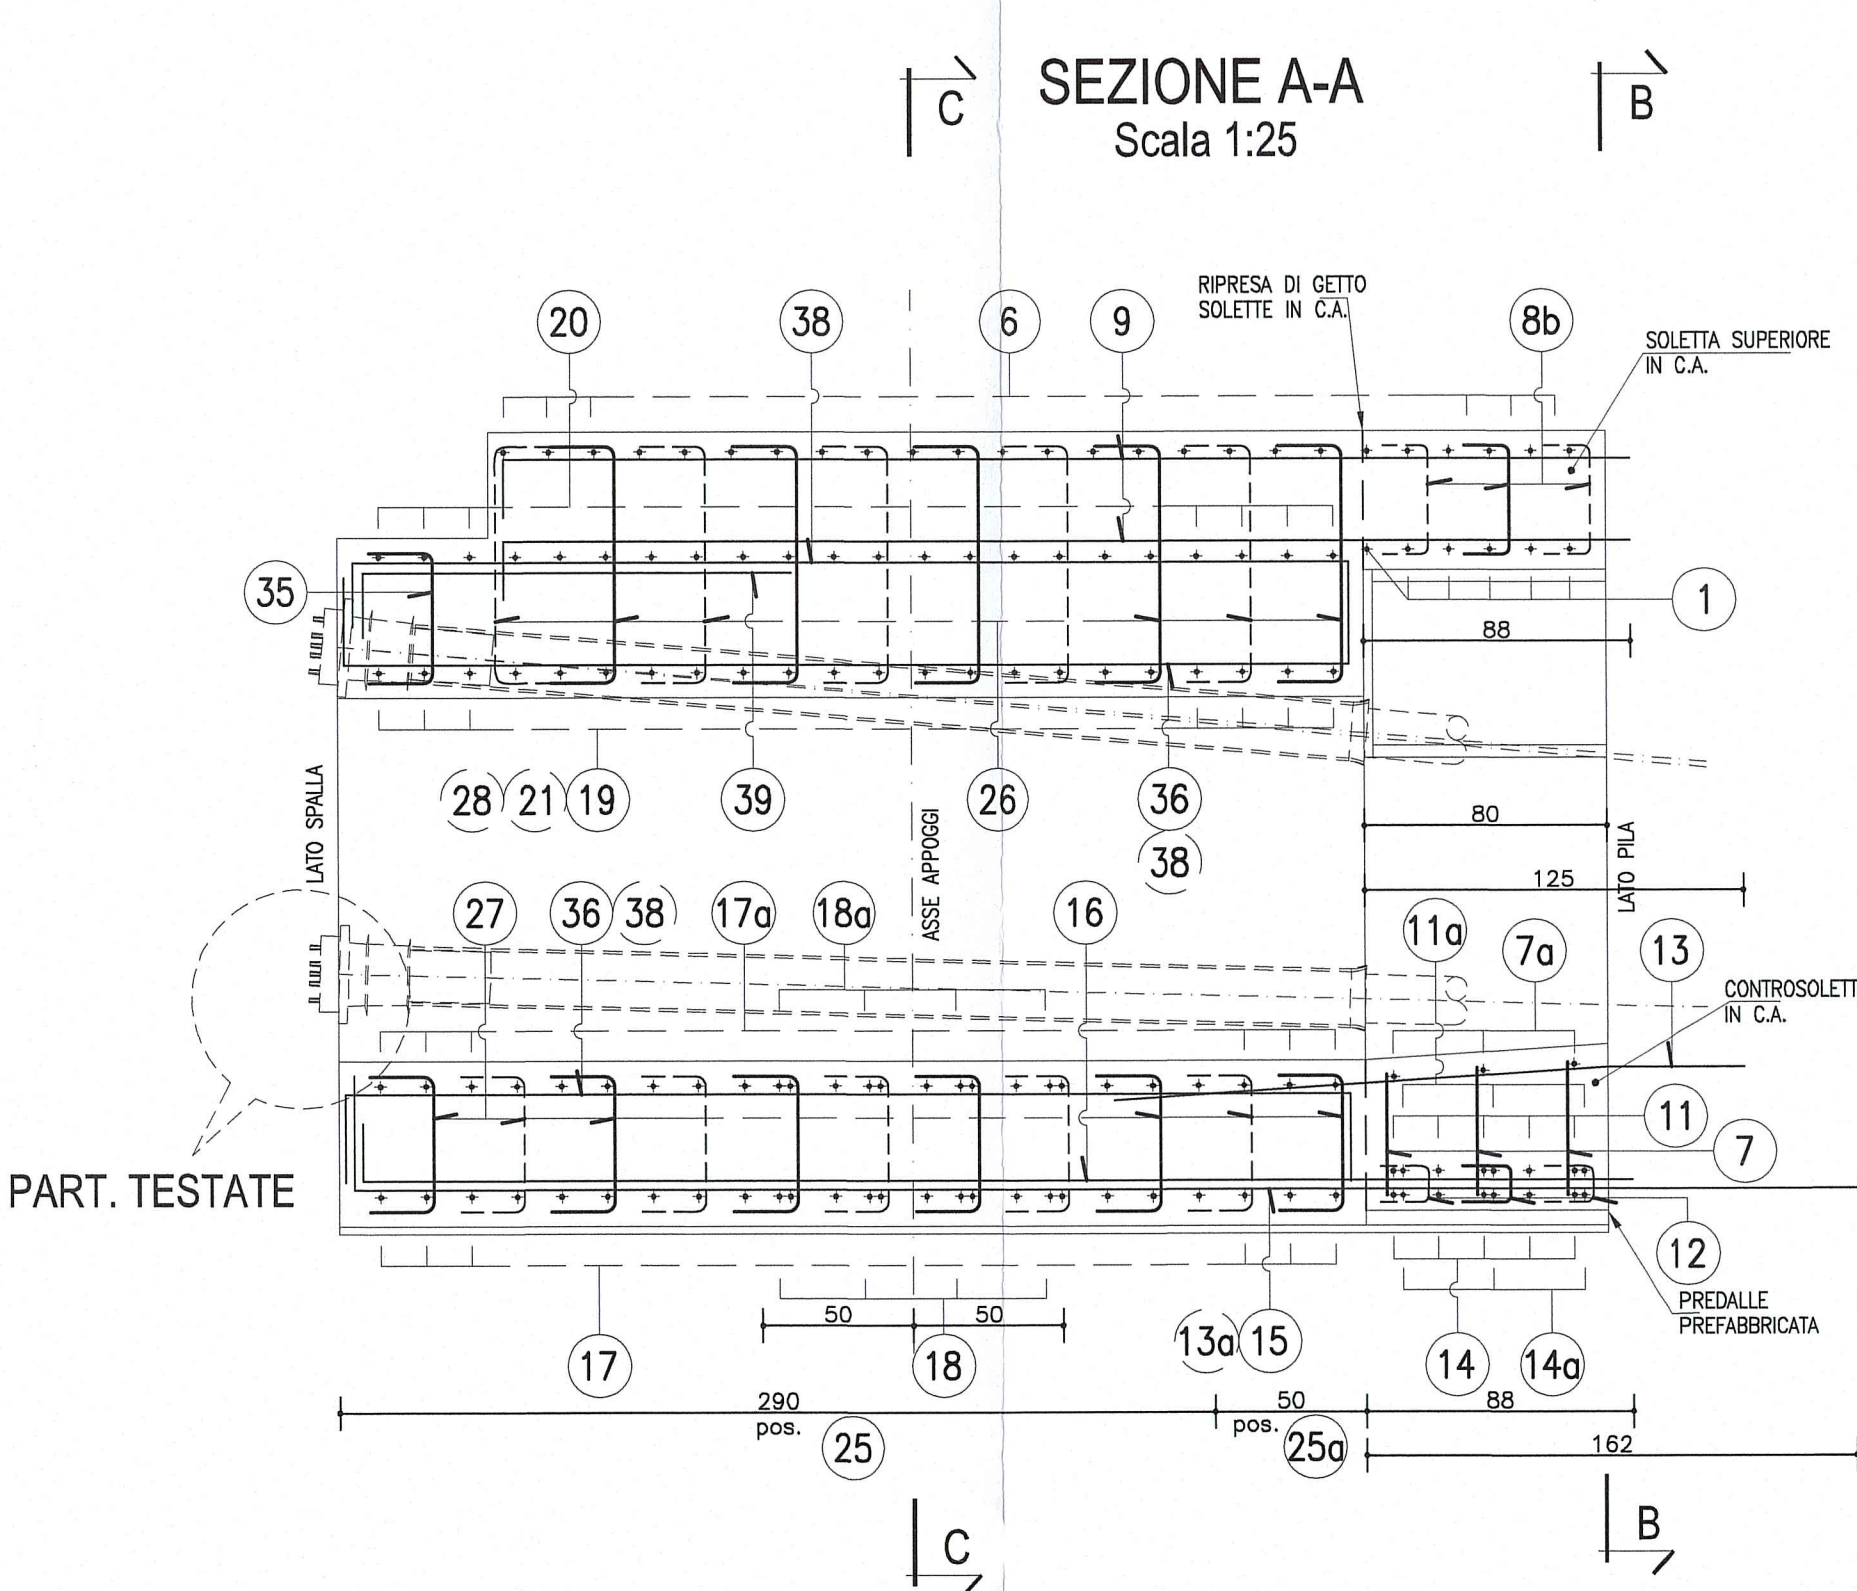 SEZIONE A-A
Scala 1:25
C
B
RIPRESA DI GETTO
SOLETTE IN C.A.
20
38
6
9
8b
SOLETTA SUPERIORE
IN C.A.
35
1
88
28
21
19
39
26
36
38
80
LATO SPALLA
ASSE APPOGGI
LATO PILA
125
27
36
38
17a
18a
16
11a
7a
13
CONTROSOLETT
IN C.A.
11
7
PART. TESTATE
12
PREDALLE
PREFABBRICATA
50
50
17
18
13a
15
14
14a
290
50
88
pos.
25
pos.
25a
162
C
B